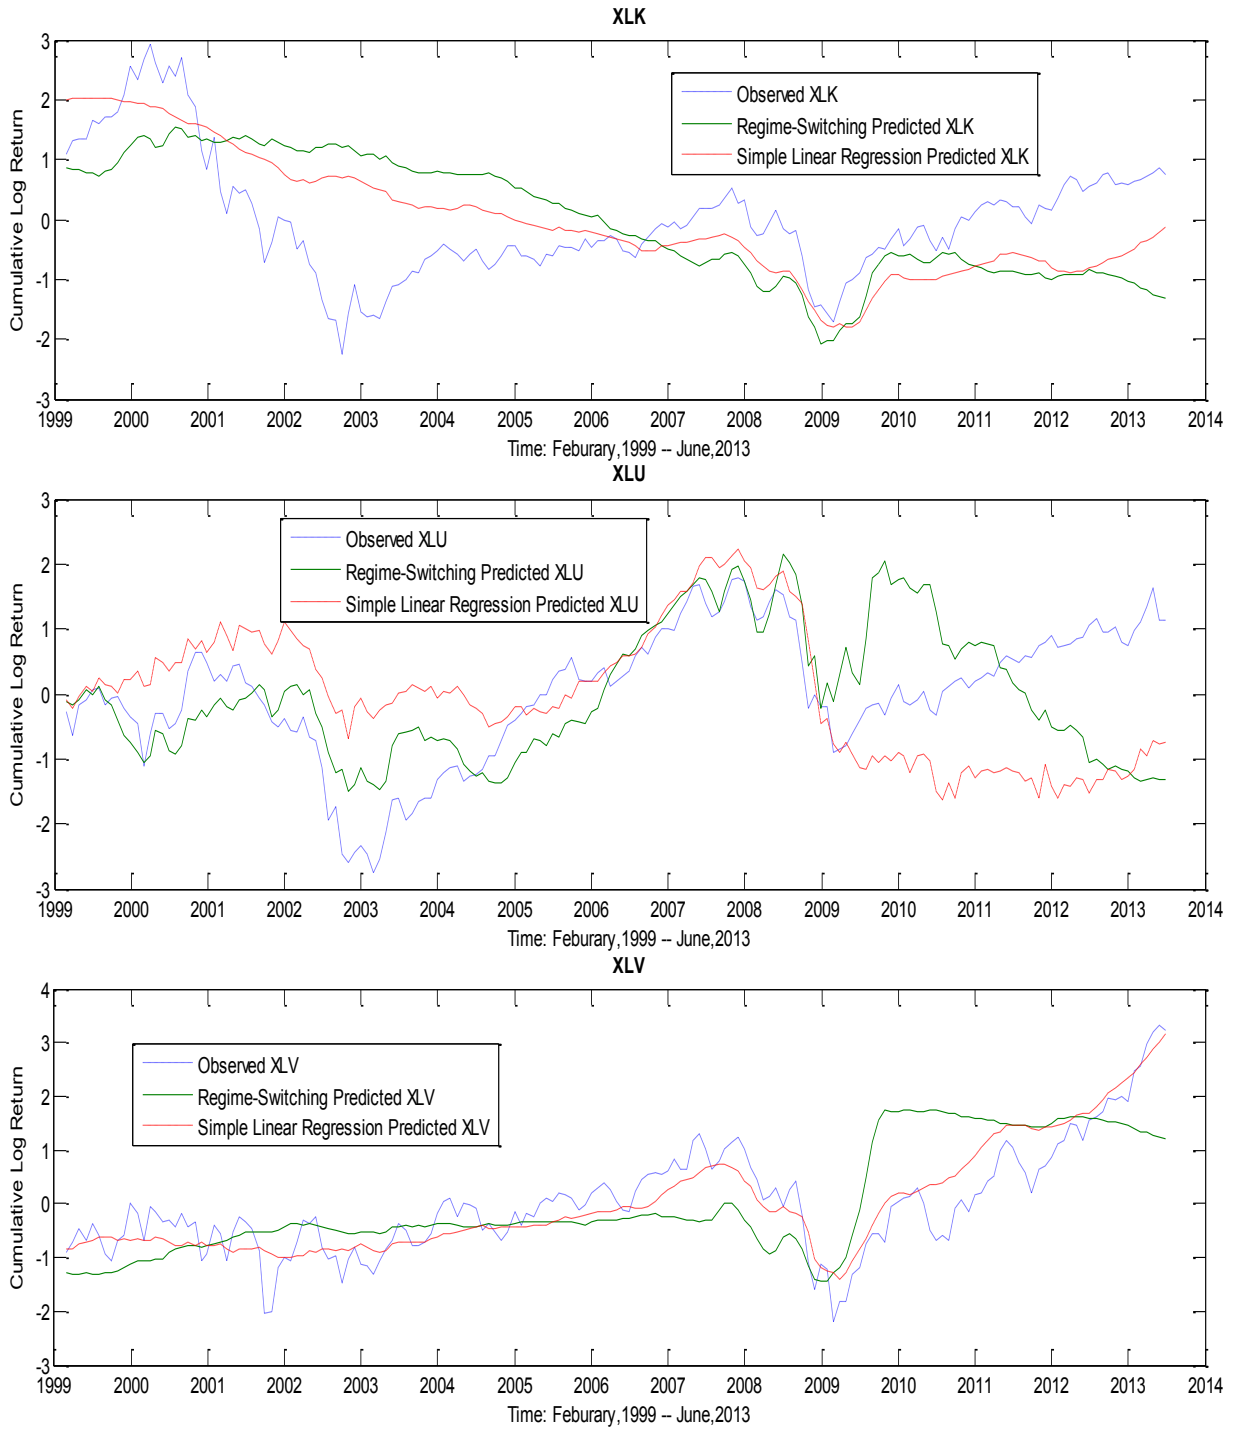 XLK
Cumulative Log Return
3
2
1
0
-1
-2
-3
Observed XLK
Regime-Switching Predicted XLK
Simple Linear Regression Predicted XLK
1999 2000 2001 2002 2003 2004 2005 2006 2007 2008 2009 2010 2011 2012 2013 2014
Time: Feburary,1999 -- June,2013
XLU
Cumulative Log Return
3
2
1
0
-1
-2
-3
Observed XLU
Regime-Switching Predicted XLU
Simple Linear Regression Predicted XLU
1999 2000 2001 2002 2003 2004 2005 2006 2007 2008 2009 2010 2011 2012 2013 2014
Time: Feburary,1999 -- June,2013
XLV
Cumulative Log Return
4
3
2
1
0
-1
-2
-3
Observed XLV
Regime-Switching Predicted XLV
Simple Linear Regression Predicted XLV
1999 2000 2001 2002 2003 2004 2005 2006 2007 2008 2009 2010 2011 2012 2013 2014
Time: Feburary,1999 -- June,2013